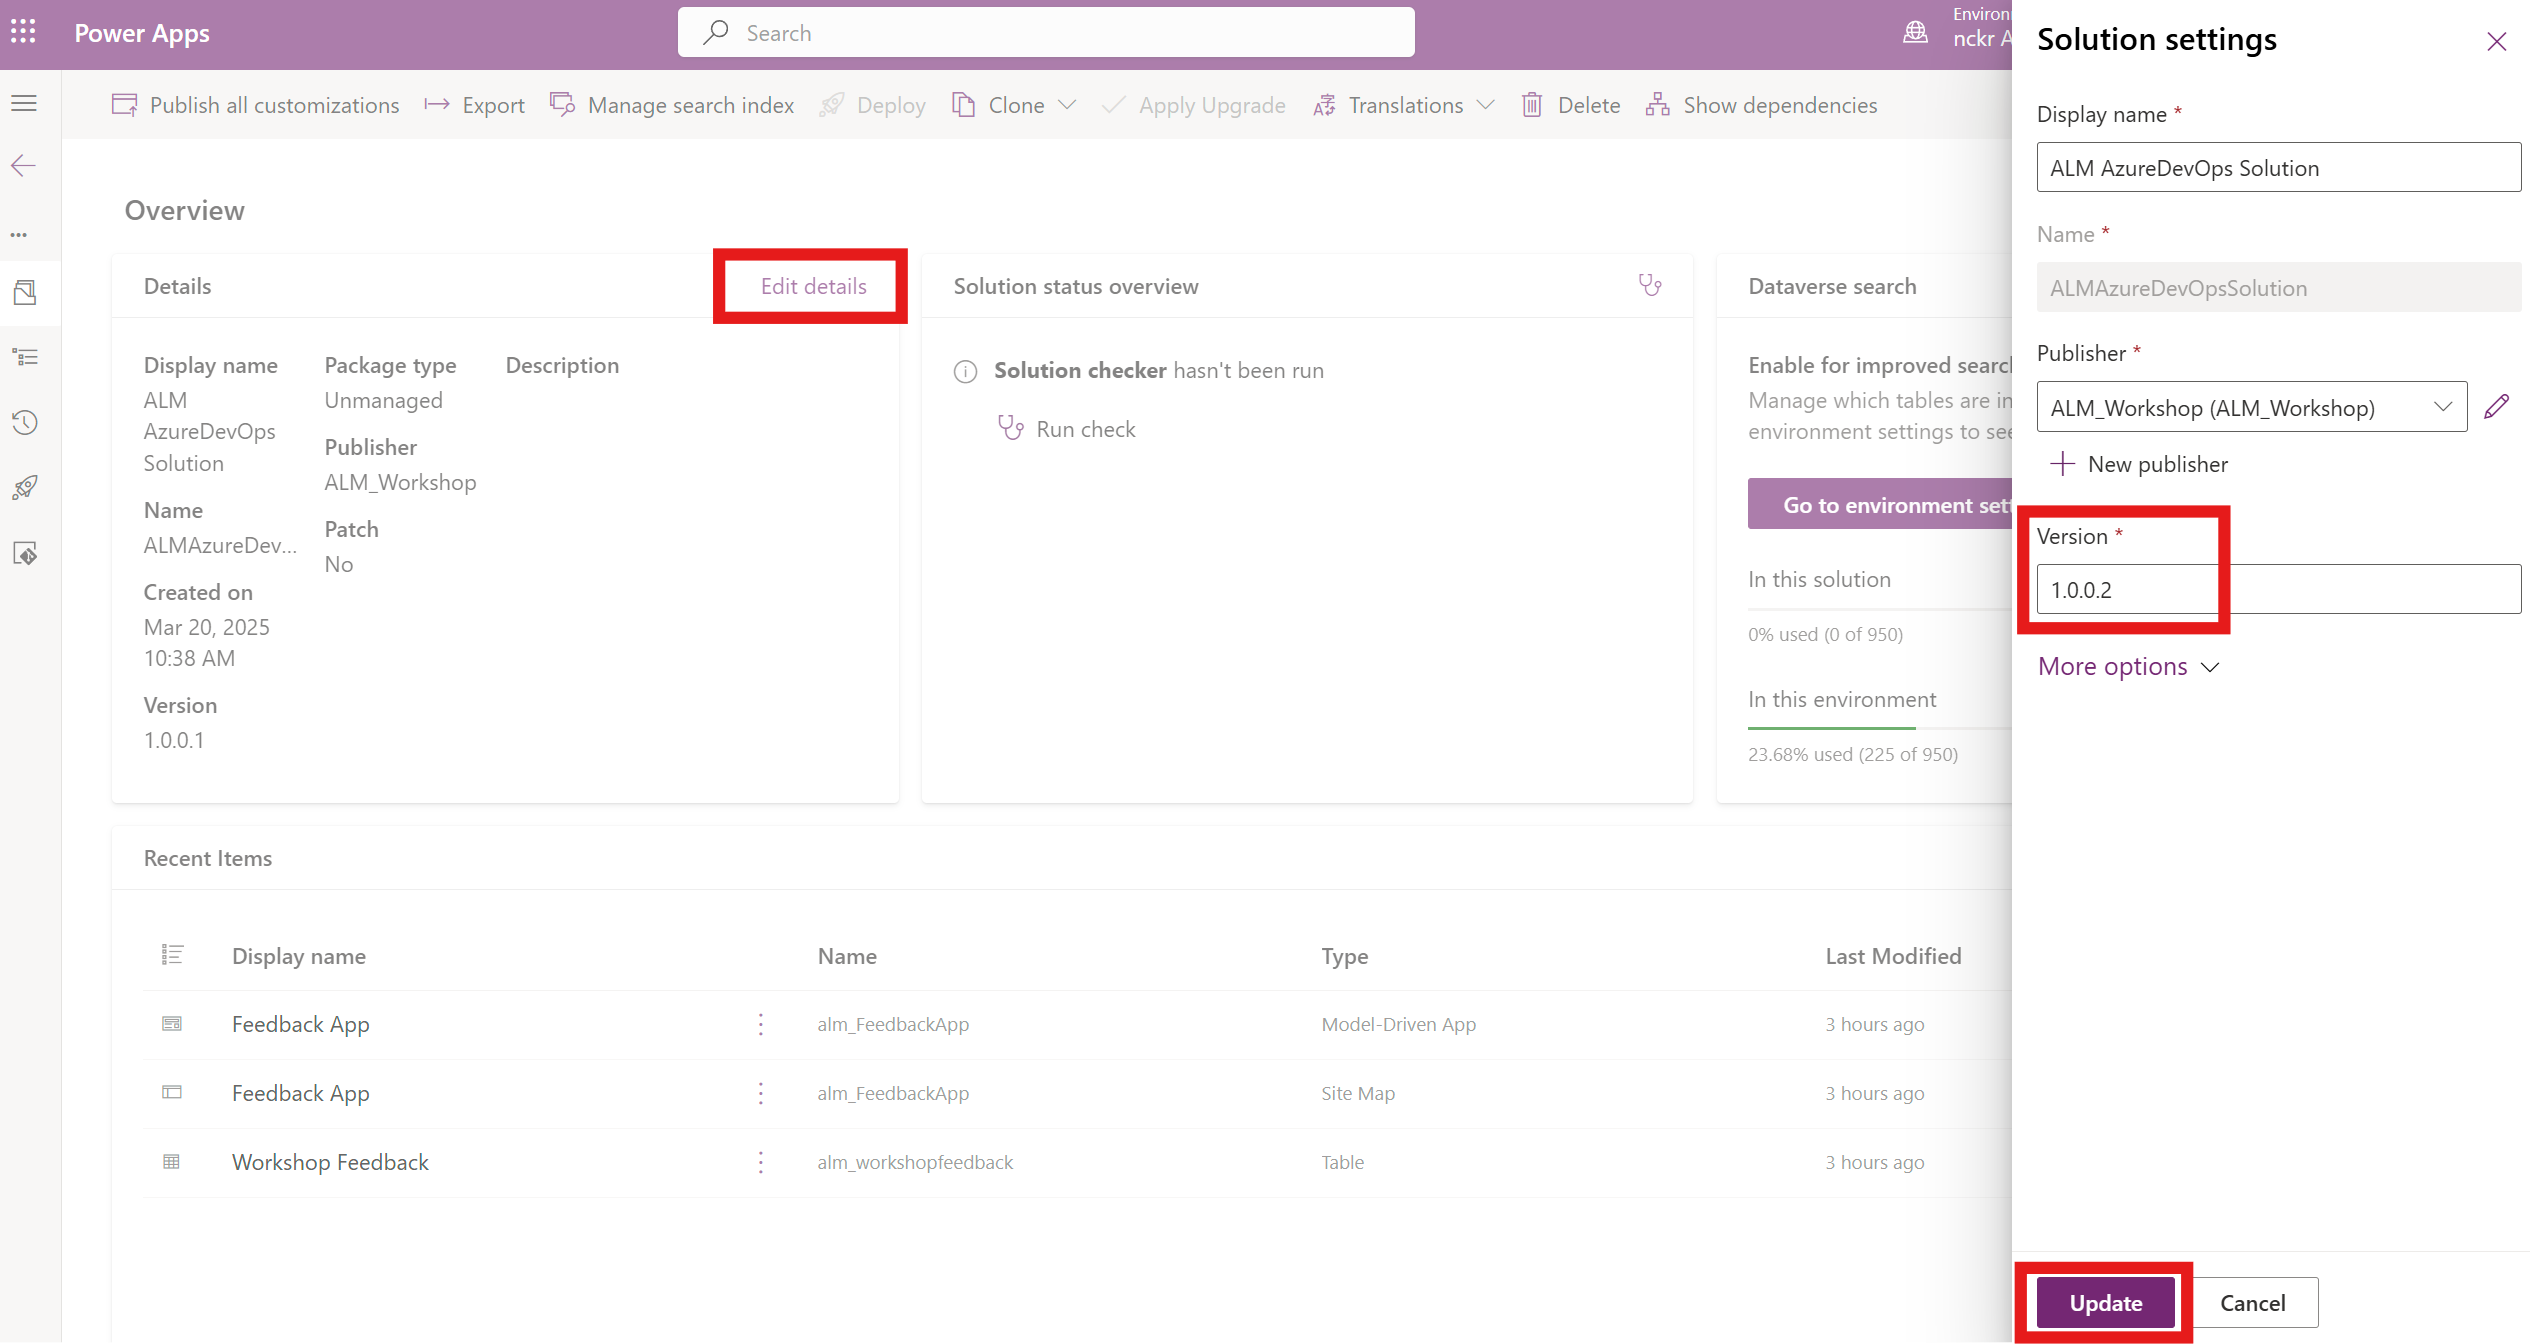 Power Apps
Search
Environ
nckr A
Publish all customizations
Export
Manage search index
Deploy
Clone
Apply Upgrade
Translations
Delete
Show dependencies
Overview
Details
Edit details
Display name
ALM
AzureDevOps
Solution
Name
ALMAzureDev...
Created on
Mar 20, 2025
10:38 AM
Version
1.0.0.1
Package type
Unmanaged
Publisher
ALM_Workshop
Patch
No
Description
Solution status overview
Solution checker hasn't been run
Run check
Dataverse search
Enable for improved searc
Manage which tables are in
environment settings to see
Go to environment sett
In this solution
0% used (0 of 950)
In this environment
23.68% used (225 of 950)
Recent Items
Display name Name Type Last Modified
Feedback App alm_FeedbackApp Model-Driven App 3 hours ago
Feedback App alm_FeedbackApp Site Map 3 hours ago
Workshop Feedback alm_workshopfeedback Table 3 hours ago
Solution settings
Display name *
ALM AzureDevOps Solution
Name *
ALMAzureDevOpsSolution
Publisher *
ALM_Workshop (ALM_Workshop)
New publisher
Version *
1.0.0.2
More options
Update
Cancel